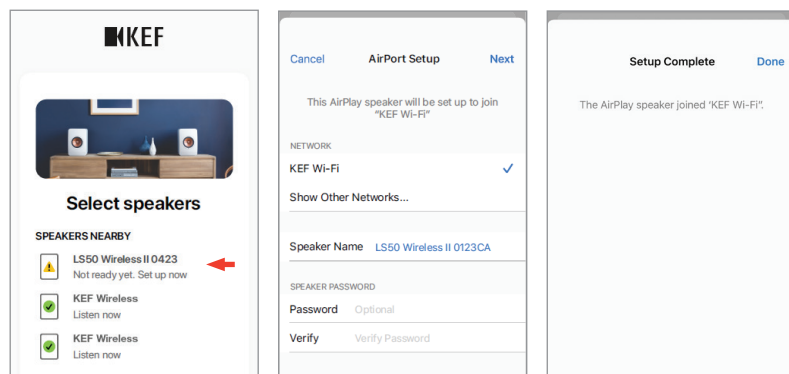 KEF
Select speakers
SPEAKERS NEARBY
LS50 Wireless II 0423
Not ready yet. Set up now
KEF Wireless
Listen now
KEF Wireless
Listen now
Cancel AirPort Setup Next
This AirPlay speaker will be set up to join
“KEF Wi-Fi”
NETWORK
KEF Wi-Fi
Show Other Networks...
Speaker Name LS50 Wireless II 0123CA
SPEAKER PASSWORD
Password Optional
Verify Verify Password
Setup Complete Done
The AirPlay speaker joined ‘KEF Wi-Fi”.